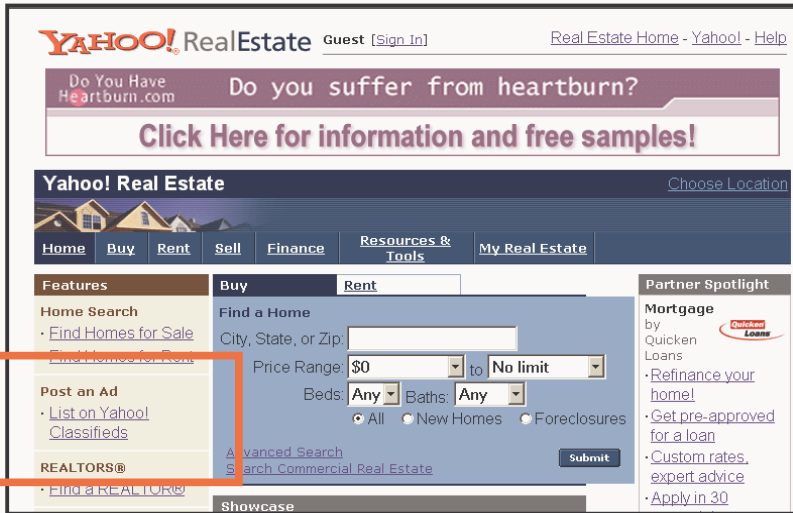 YAHOO! RealEstate Guest [Sign In] Real Estate Home - Yahoo! - Help
Do You Have
Heartburn.com
Do you suffer from heartburn?
Click Here for information and free samples!
Yahoo! Real Estate
Choose Location
Home Buy Rent Sell Finance Resources & Tools My Real Estate
Features
Home Search
· Find Homes for Sale
· Find Homes for Rent
Post an Ad
· List on Yahoo!
Classifieds
REALTORS®
· Find a REALTOR®
Buy Rent
Find a Home
City, State, or Zip:
Price Range: $0 to No limit
Beds: Any Baths: Any
All New Homes Foreclosures
Advanced Search
Submit
Search Commercial Real Estate
Showcase
Partner Spotlight
Mortgage
by
Quicken
Loans
Quicken
Loans
· Refinance your
home!
· Get pre-approved
for a loan
· Custom rates,
expert advice
· Apply in 30